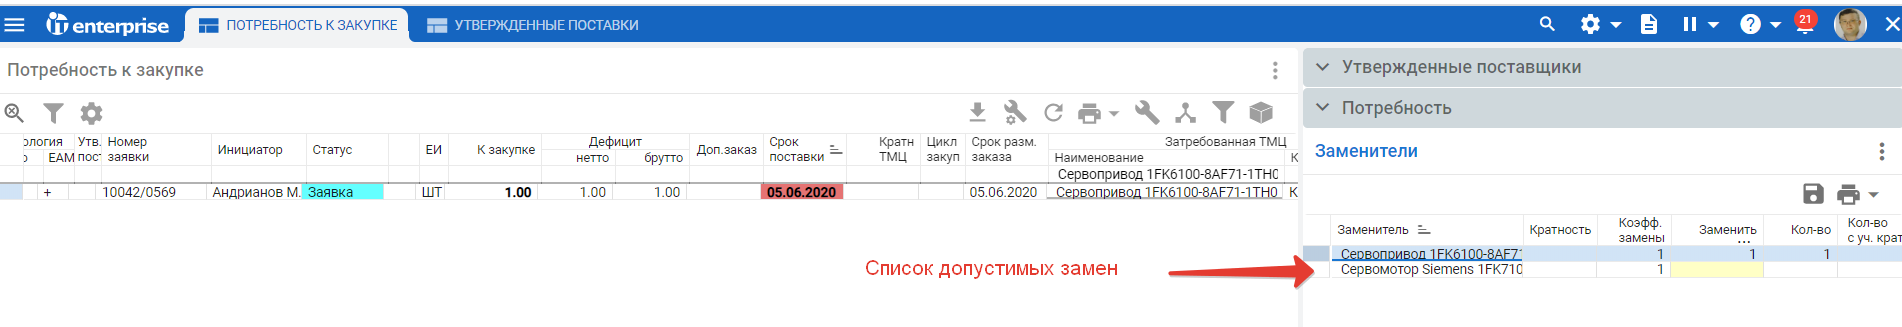 enterprise ПОТРЕБНОСТЬ К ЗАКУПКЕ УТВЕРЖДЕННЫЕ ПОСТАВКИ 21
Потребность к закупке
Утвержденные поставщики
Потребность
Заменители
ология Утв. Номер Инициатор Статус ЕИ К закупке Дефицит Доп.заказ Срок Кратн Цикл Срок разм. Затребованная ТМЦ
ЕАМ пост заявки нетто брутто поставки ТМЦ закуп заказа Наименование К
Сервопривод 1FK6100-8AF71-1TH0
+ 10042/0569 Андрианов М. Заявка ШТ 1.00 1.00 1.00 05.06.2020 05.06.2020 Сервопривод 1FK6100-8AF71-1TH0 К
Заменитель Кратность Коэфф. Заменить Кол-во Кол-во
замены ... с уч. крат
Сервопривод 1FK6100-8AF71 1 1 1
Сервомотор Siemens 1FK710 1
Список допустимых замен